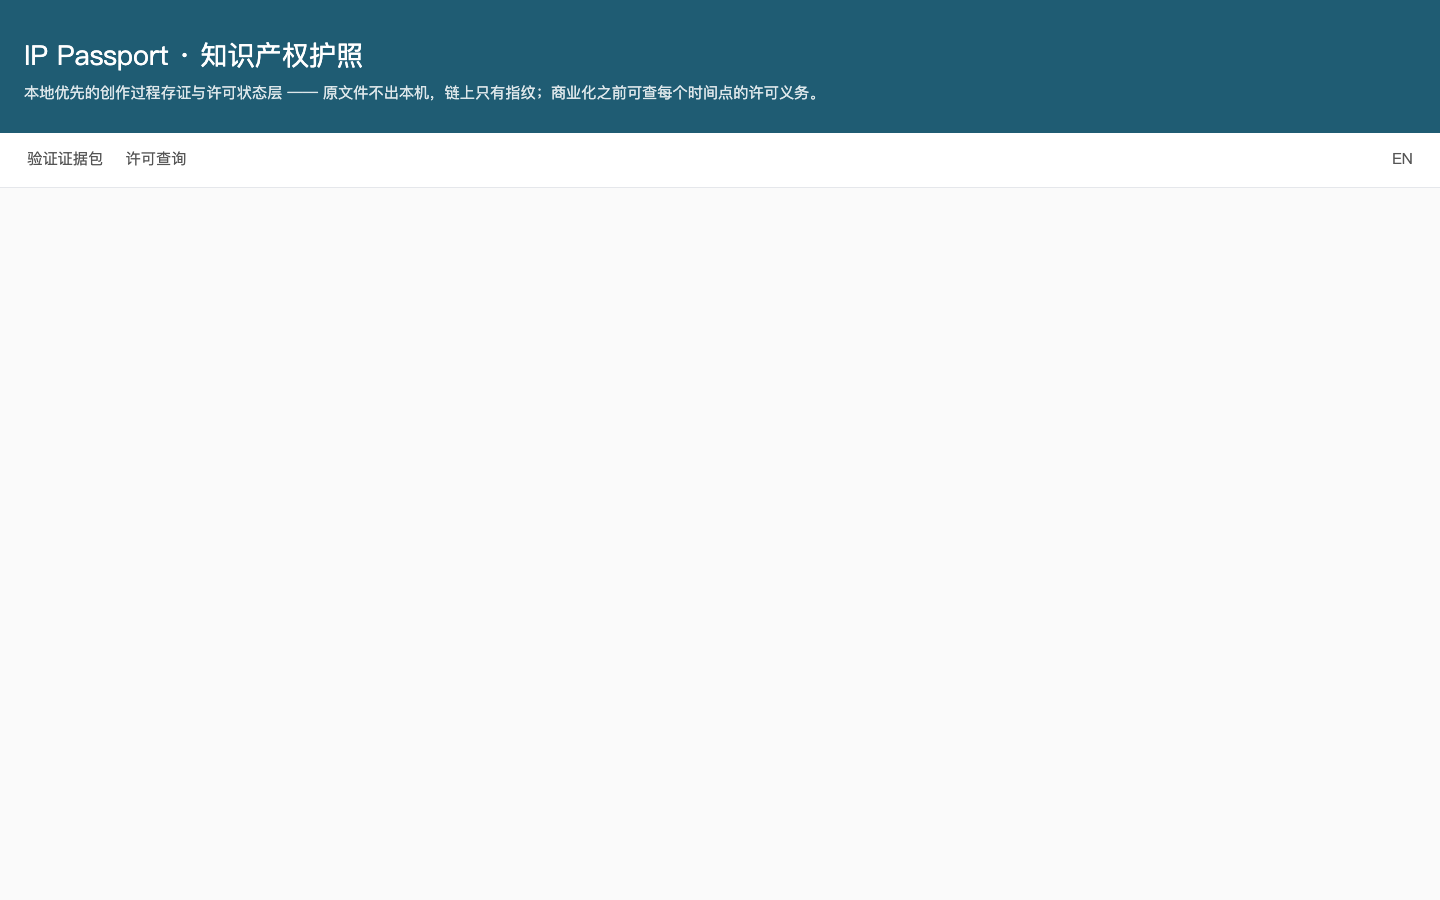 IP Passport · 知识产权护照
本地优先的创作过程存证与许可状态层 —— 原文件不出本机，链上只有指纹；商业化之前可查每个时间点的许可义务。
验证证据包 许可查询 EN